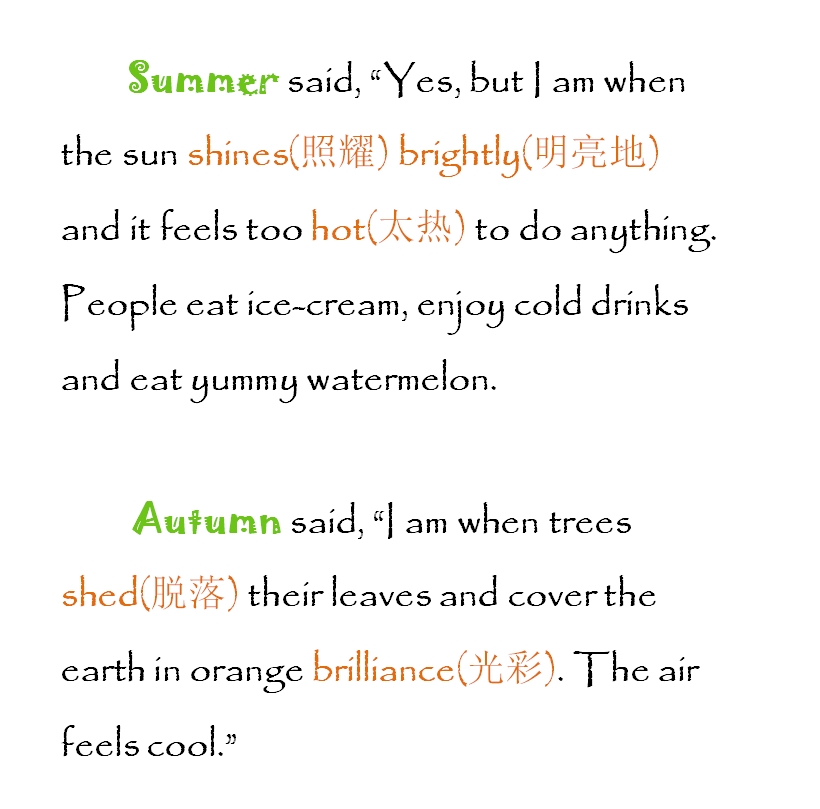 Summer said, “Yes, but I am when
the sun shines(照耀) brightly(明亮地)
and it feels too hot(太热) to do anything.
People eat ice-cream, enjoy cold drinks
and eat yummy watermelon.
Autumn said, “I am when trees
shed(脱落) their leaves and cover the
earth in orange brilliance(光彩). The air
feels cool.”